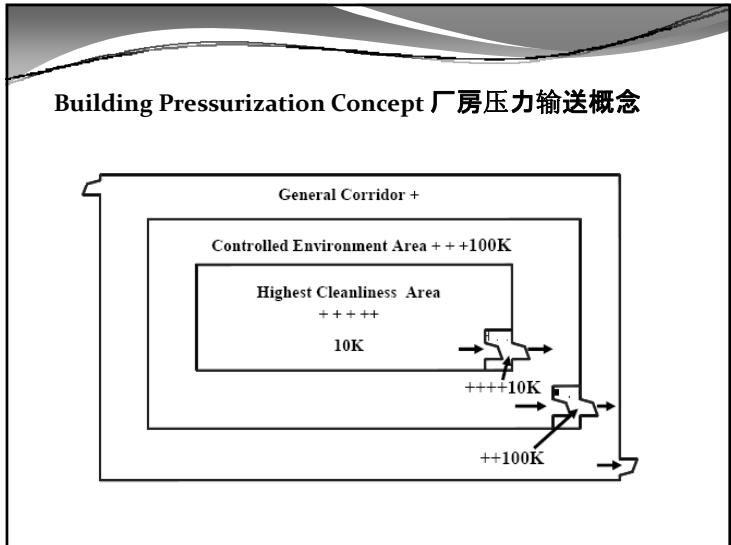 Building Pressurization Concept 厂房压力输送概念
General Corridor +
Controlled Environment Area + + +100K
Highest Cleanliness Area
+ + + ++
10K
++++10K
++100K